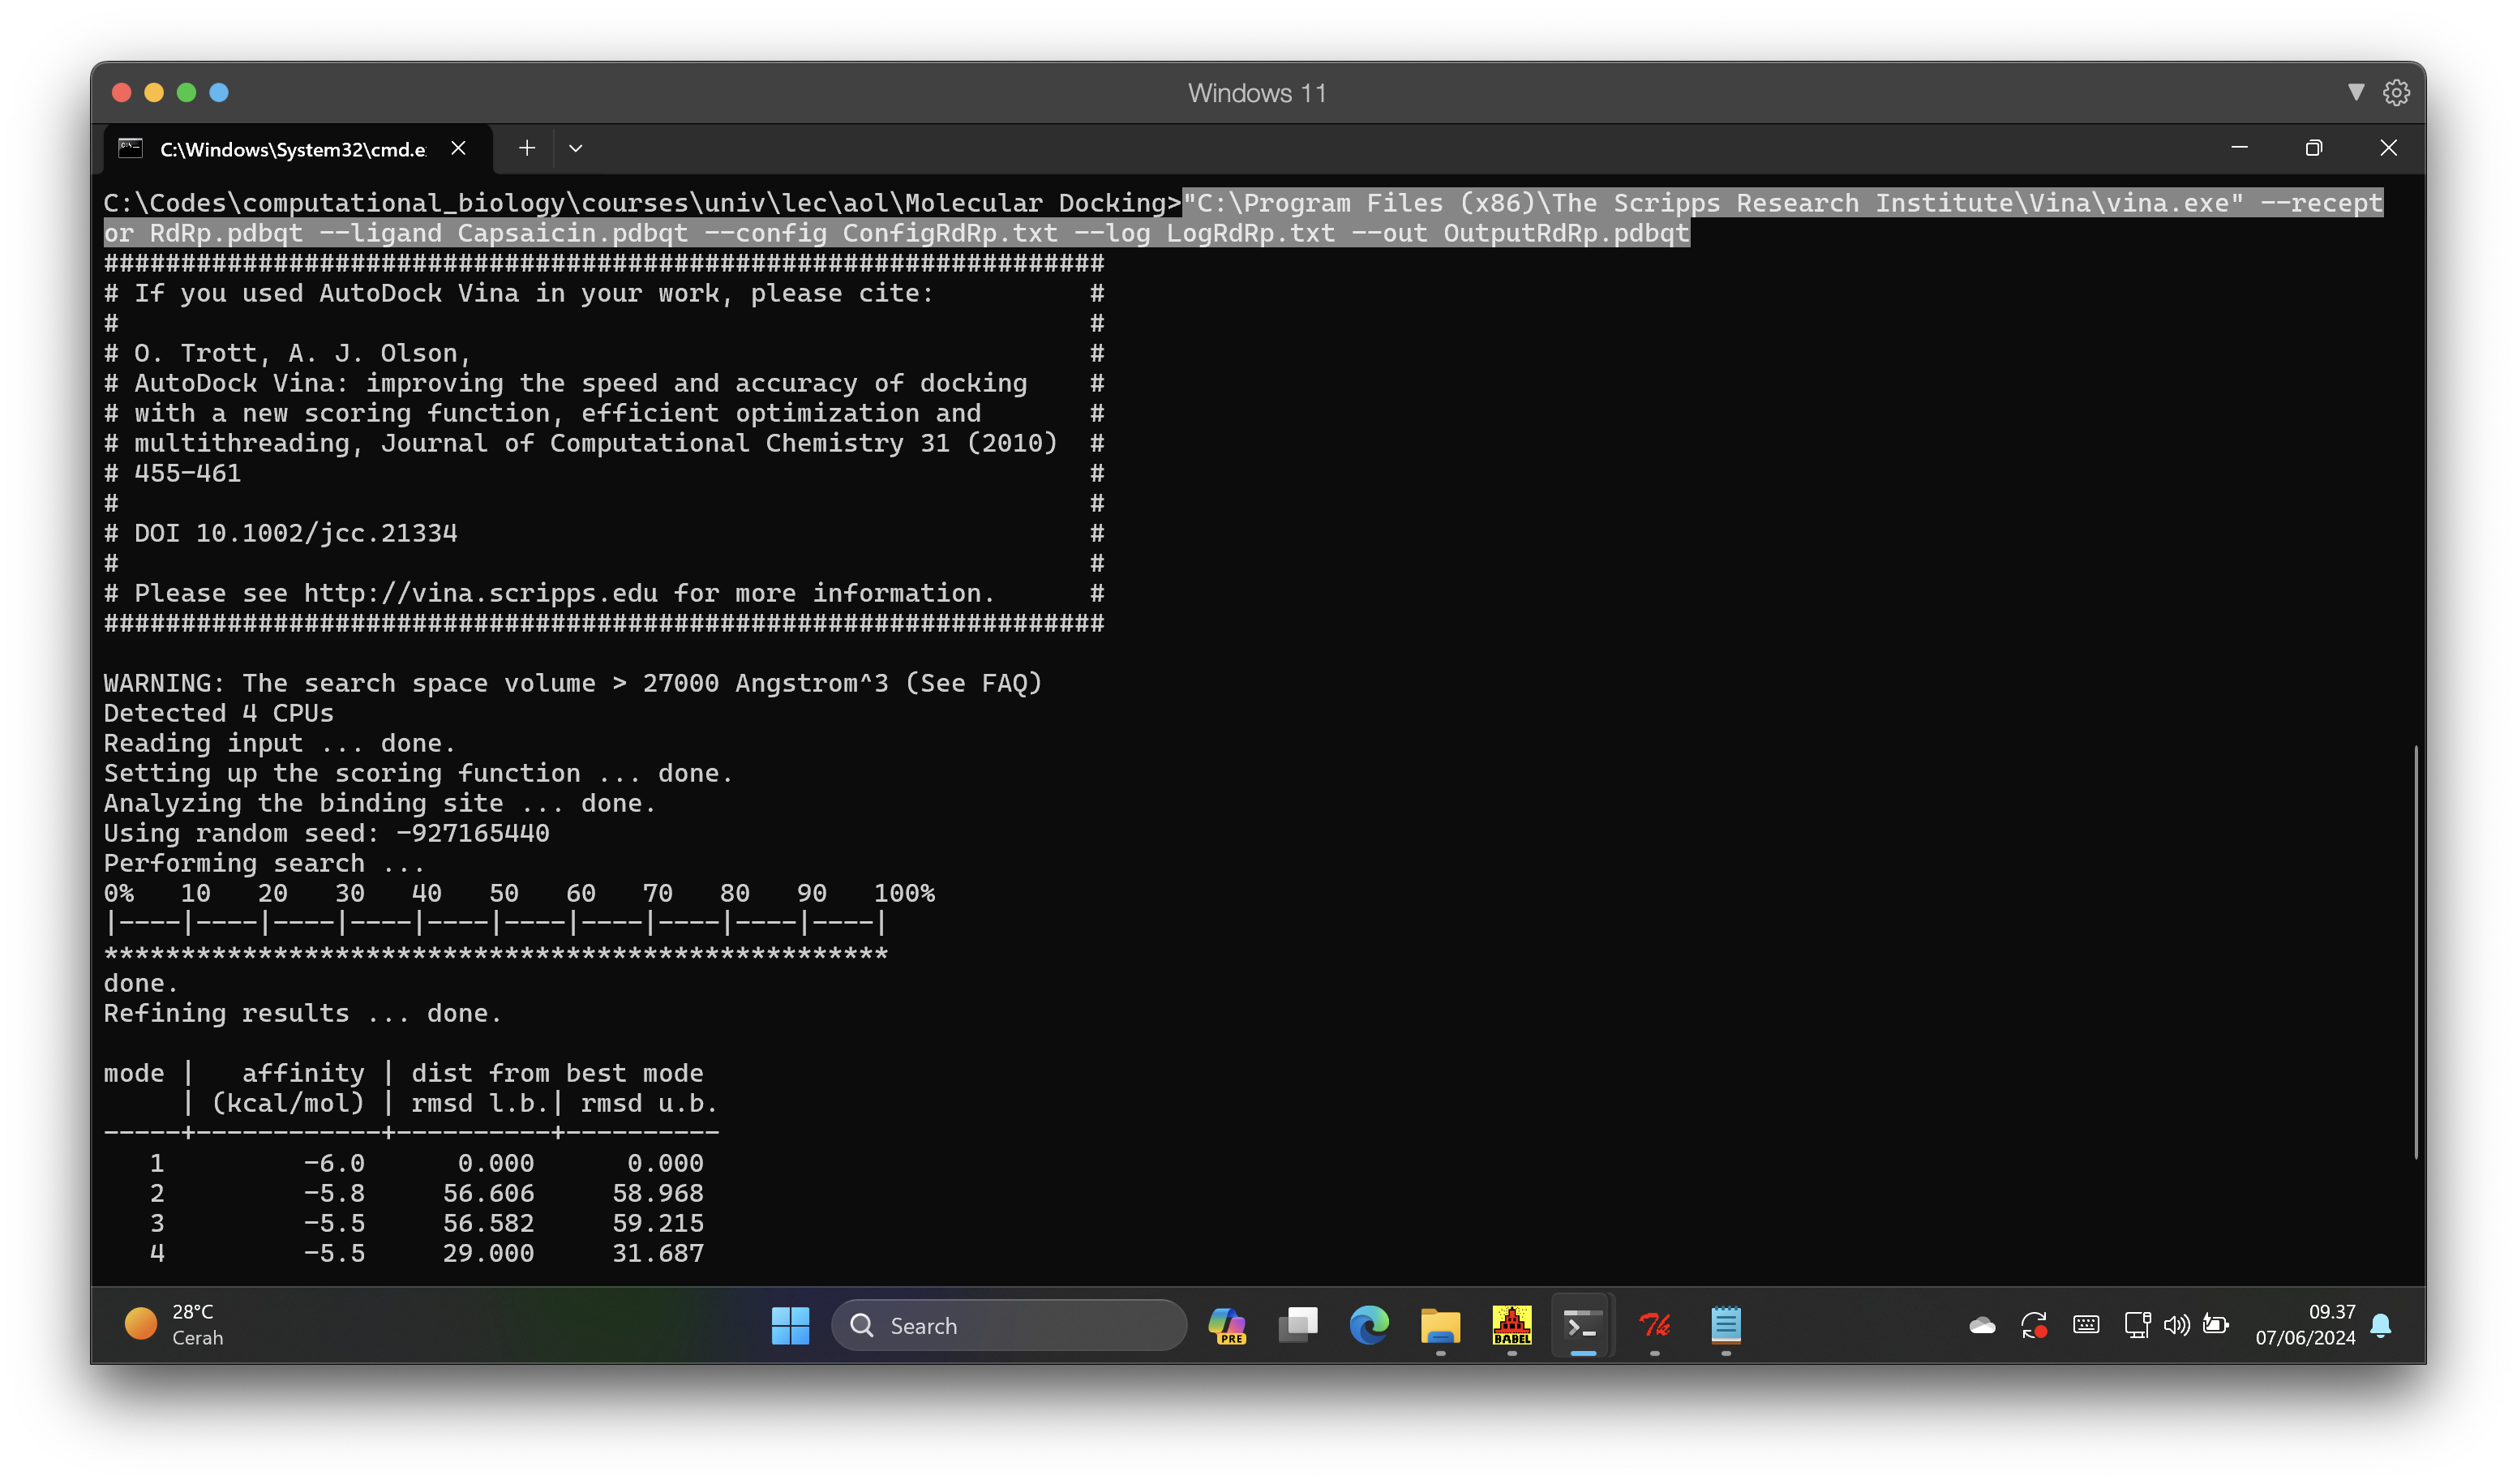 Windows 11
C:\Windows\System32\cmd.e
C:\Codes\computational_biology\courses\univ\lec\aol\Molecular Docking>"C:\Program Files (x86)\The Scripps Research Institute\Vina\vina.exe" --recept
or RdRp.pdbqt --ligand Capsaicin.pdbqt --config ConfigRdRp.txt --log LogRdRp.txt --out OutputRdRp.pdbqt
#################################################################
# If you used AutoDock Vina in your work, please cite:          #
#                                                               #
# O. Trott, A. J. Olson,                                        #
# AutoDock Vina: improving the speed and accuracy of docking    #
# with a new scoring function, efficient optimization and       #
# multithreading, Journal of Computational Chemistry 31 (2010)  #
# 455-461                                                       #
#                                                               #
# DOI 10.1002/jcc.21334                                         #
#                                                               #
# Please see http://vina.scripps.edu for more information.      #
#################################################################
WARNING: The search space volume > 27000 Angstrom^3 (See FAQ)
Detected 4 CPUs
Reading input ... done.
Setting up the scoring function ... done.
Analyzing the binding site ... done.
Using random seed: -927165440
Performing search ...
0%   10   20   30   40   50   60   70   80   90   100%
|----|----|----|----|----|----|----|----|----|----|
***************************************************
done.
Refining results ... done.
mode |   affinity | dist from best mode
     | (kcal/mol) | rmsd l.b.| rmsd u.b.
-----+------------+----------+----------
   1         -6.0      0.000      0.000
   2         -5.8     56.606     58.968
   3         -5.5     56.582     59.215
   4         -5.5     29.000     31.687
28°C
Cerah
Search
PRE
BABEL
Tk
09.37
07/06/2024